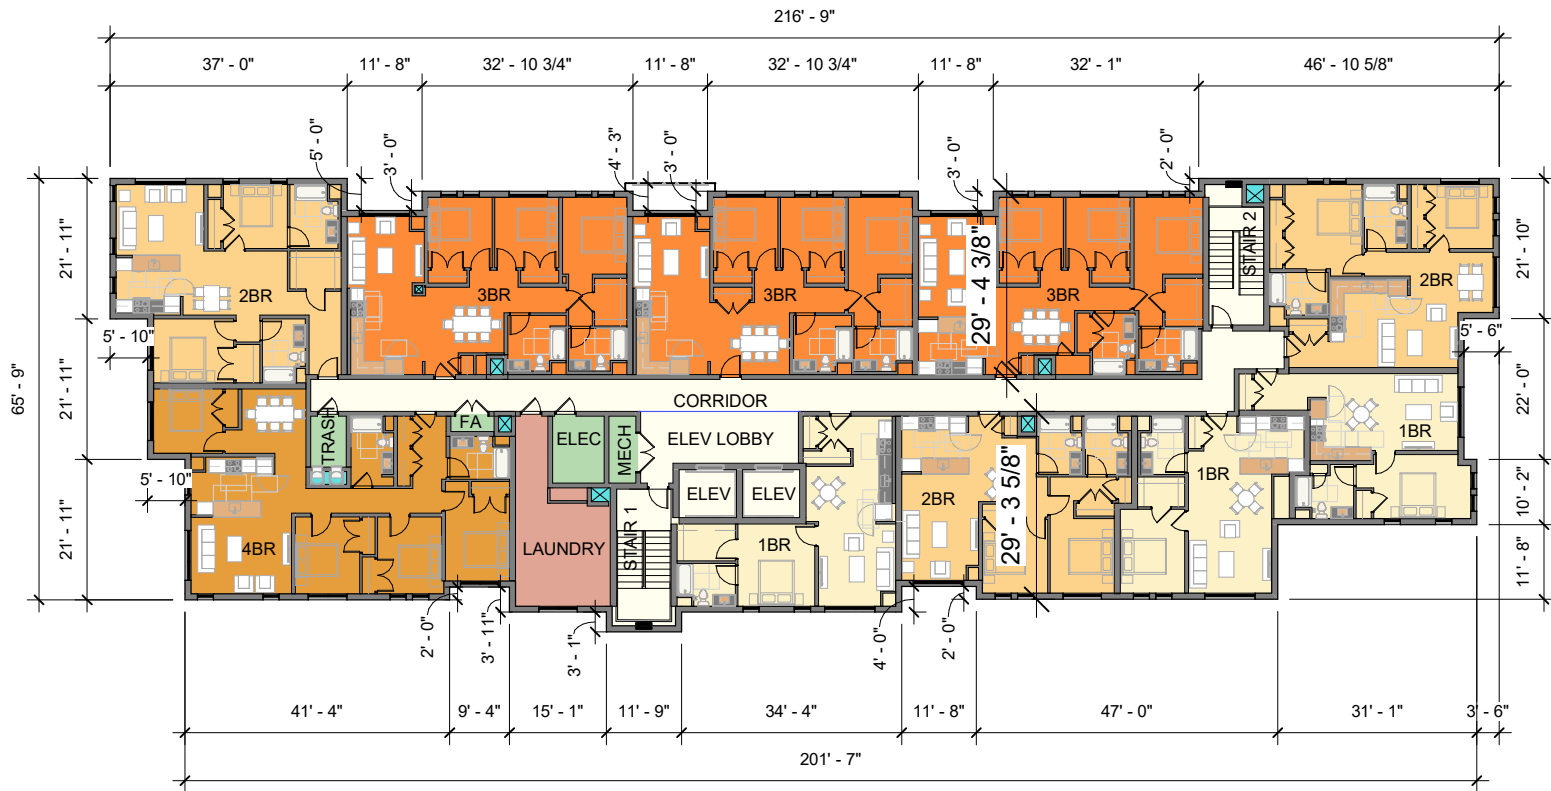 216' - 9"
37' - 0"
11' - 8"
32' - 10 3/4"
11' - 8"
32' - 10 3/4"
11' - 8"
32' - 1"
46' - 10 5/8"
5' - 0"
3' - 0"
4' - 3"
3' - 0"
3' - 0"
2' - 0"
65' - 9"
21' - 11"
21' - 11"
21' - 11"
5' - 10"
5' - 10"
2BR
3BR
3BR
3BR
29' - 4 3/8"
STAIR 2
2BR
21' - 10"
5' - 6"
22' - 0"
10' - 2"
11' - 8"
CORRIDOR
TRASH
FA
ELEC
MECH
ELEV LOBBY
1BR
1BR
ELEV
ELEV
2BR
29' - 3 5/8"
4BR
LAUNDRY
STAIR 1
1BR
2' - 0"
3' - 11"
3' - 1"
4' - 0"
2' - 0"
41' - 4"
9' - 4"
15' - 1"
11' - 9"
34' - 4"
11' - 8"
47' - 0"
31' - 1"
3' - 6"
201' - 7"